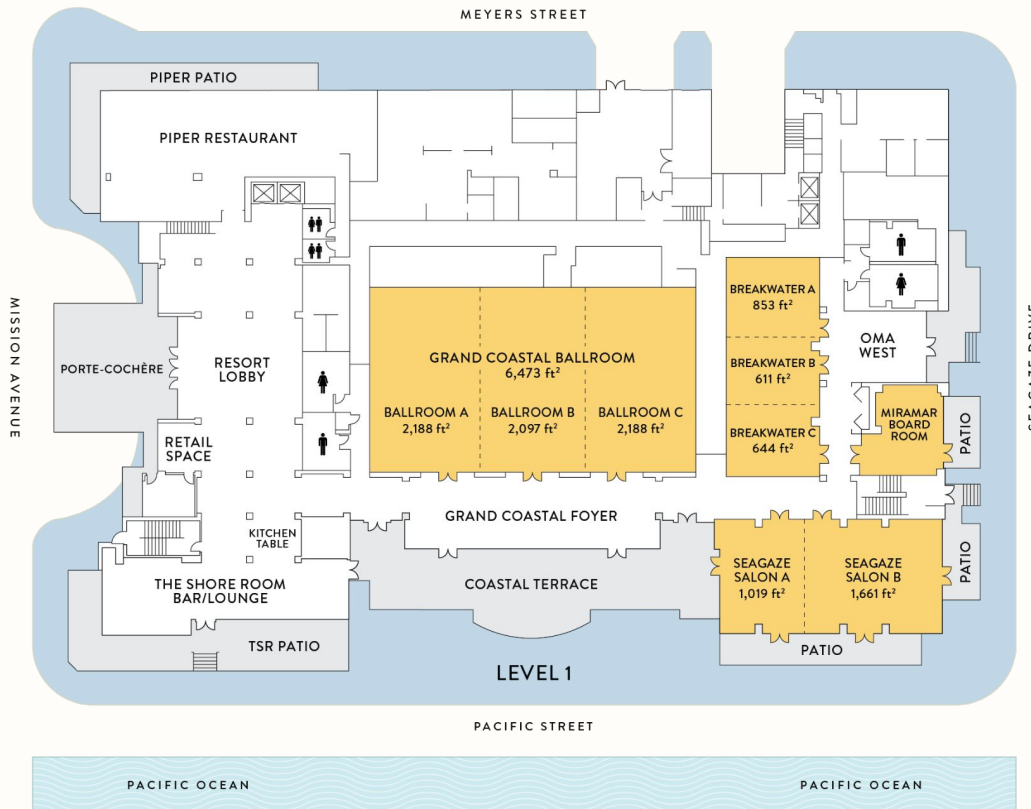 MEYERS STREET
PIPER PATIO
PIPER RESTAURANT
MISSION AVENUE
PORTE-COCHÈRE
RESORT
LOBBY
RETAIL
SPACE
KITCHEN
TABLE
THE SHORE ROOM
BAR/LOUNGE
TSR PATIO
GRAND COASTAL BALLROOM
6,473 ft²
BALLROOM A
2,188 ft²
BALLROOM B
2,097 ft²
BALLROOM C
2,188 ft²
GRAND COASTAL FOYER
COASTAL TERRACE
BREAKWATER A
853 ft²
BREAKWATER B
611 ft²
BREAKWATER C
644 ft²
OMA
WEST
MIRAMAR
BOARD
ROOM
PATIO
SEAGAZE
SALON A
1,019 ft²
SEAGAZE
SALON B
1,661 ft²
PATIO
PATIO
SEAGAZE DRIVE
LEVEL 1
PACIFIC STREET
PACIFIC OCEAN
PACIFIC OCEAN